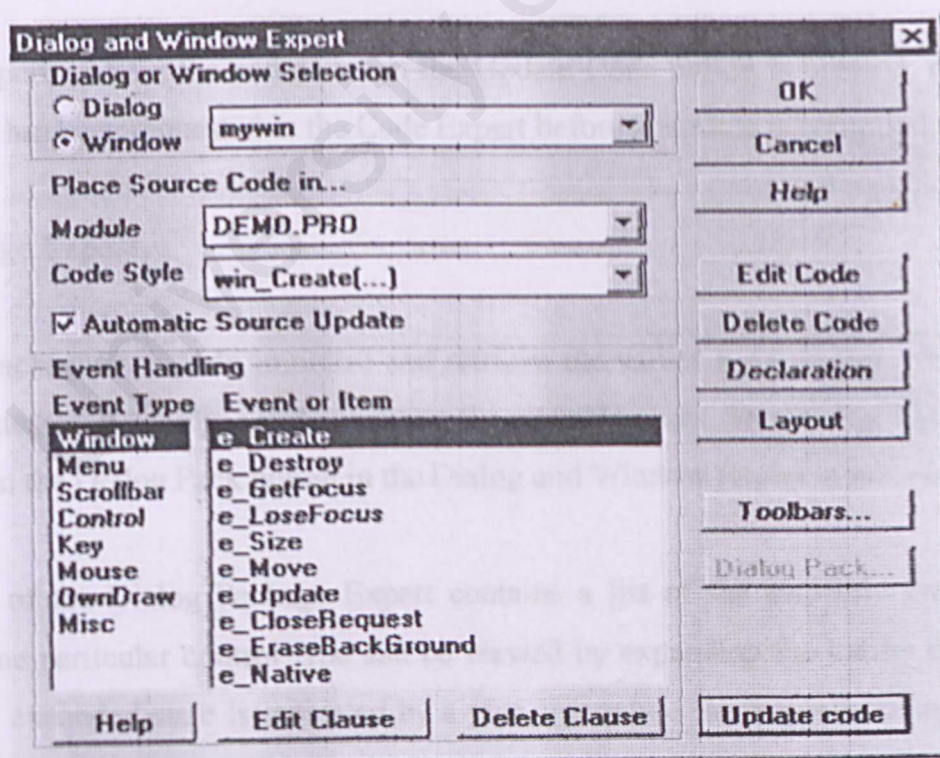 Dialog and Window Expert
Dialog or Window Selection
Dialog
Window
mywin
Place Source Code in...
Module
DEMO.PRO
Code Style
win_Create(...)
Automatic Source Update
Event Handling
Event Type
Event or Item
Window
Menu
Scrollbar
Control
Key
Mouse
OwnDraw
Misc
e_Create
e_Destroy
e_GetFocus
e_LoseFocus
e_Size
e_Move
e_Update
e_CloseRequest
e_EraseBackGround
e_Native
Help
Edit Clause
Delete Clause
OK
Cancel
Help
Edit Code
Delete Code
Declaration
Layout
Toolbars...
Dialog Pack...
Update code